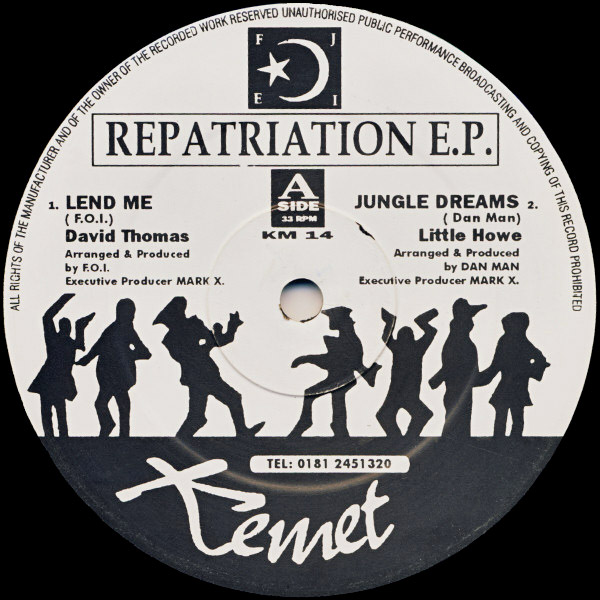 ALL RIGHTS OF THE MANUFACTURER AND OF THE OWNER OF THE RECORDED WORK RESERVED UNAUTHORISED PUBLIC PERFORMANCE BROADCASTING AND COPYING OF THIS RECORD PROHIBITED
F J
E I
REPATRIATION E.P.
A
SIDE
33 RPM
KM 14
1. LEND ME
( F.O.I.)
David Thomas
Arranged & Produced
by F.O.I.
Executive Producer MARK X.
JUNGLE DREAMS 2.
( Dan Man)
Little Howe
Arranged & Produced
by DAN MAN
Executive Producer MARK X.
TEL: 0181 2451320
Kemet